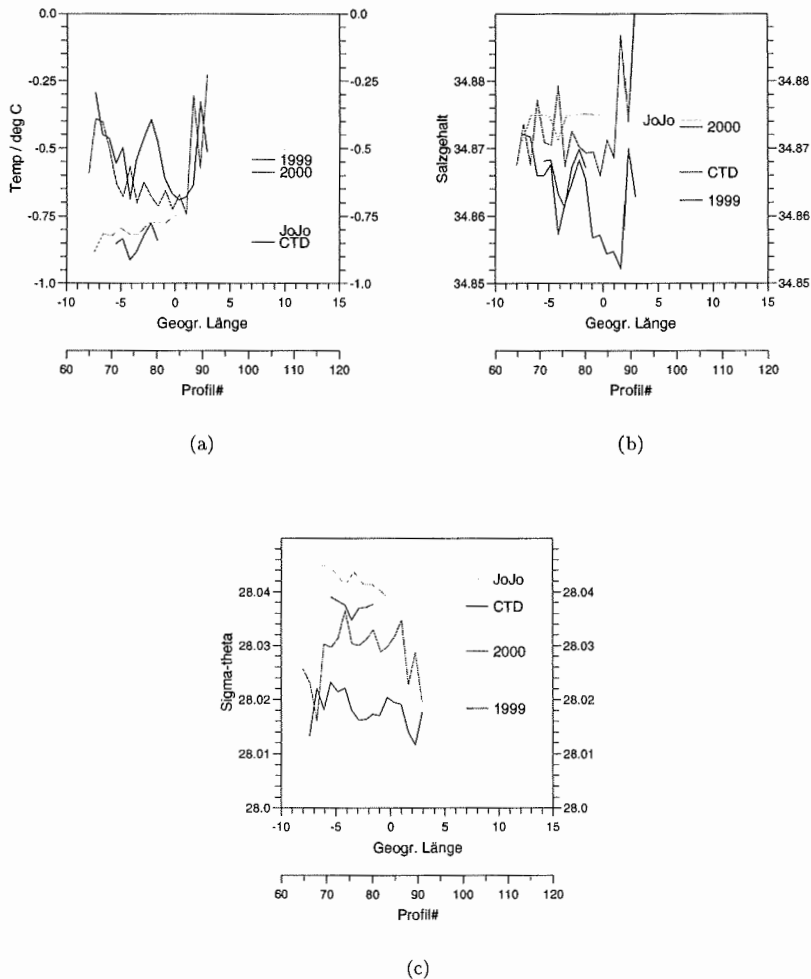 0.0 0.0
-0.25 -0.25
-0.5 -0.5
-0.75 -0.75
-1.0 -1.0
Temp / deg C
1999
2000
JoJo
CTD
-10 -5 0 5 10 15
Geogr. Länge
60 70 80 90 100 110 120
Profil#
(a)
34.88 34.88
34.87 34.87
34.86 34.86
34.85 34.85
Salzgehalt
JoJo
2000
CTD
1999
-10 -5 0 5 10 15
Geogr. Länge
60 70 80 90 100 110 120
Profil#
(b)
28.04 28.04
28.03 28.03
28.02 28.02
28.01 28.01
28.0 28.0
Sigma-theta
JoJo
CTD
2000
1999
-10 -5 0 5 10 15
Geogr. Länge
60 70 80 90 100 110 120
Profil#
(c)